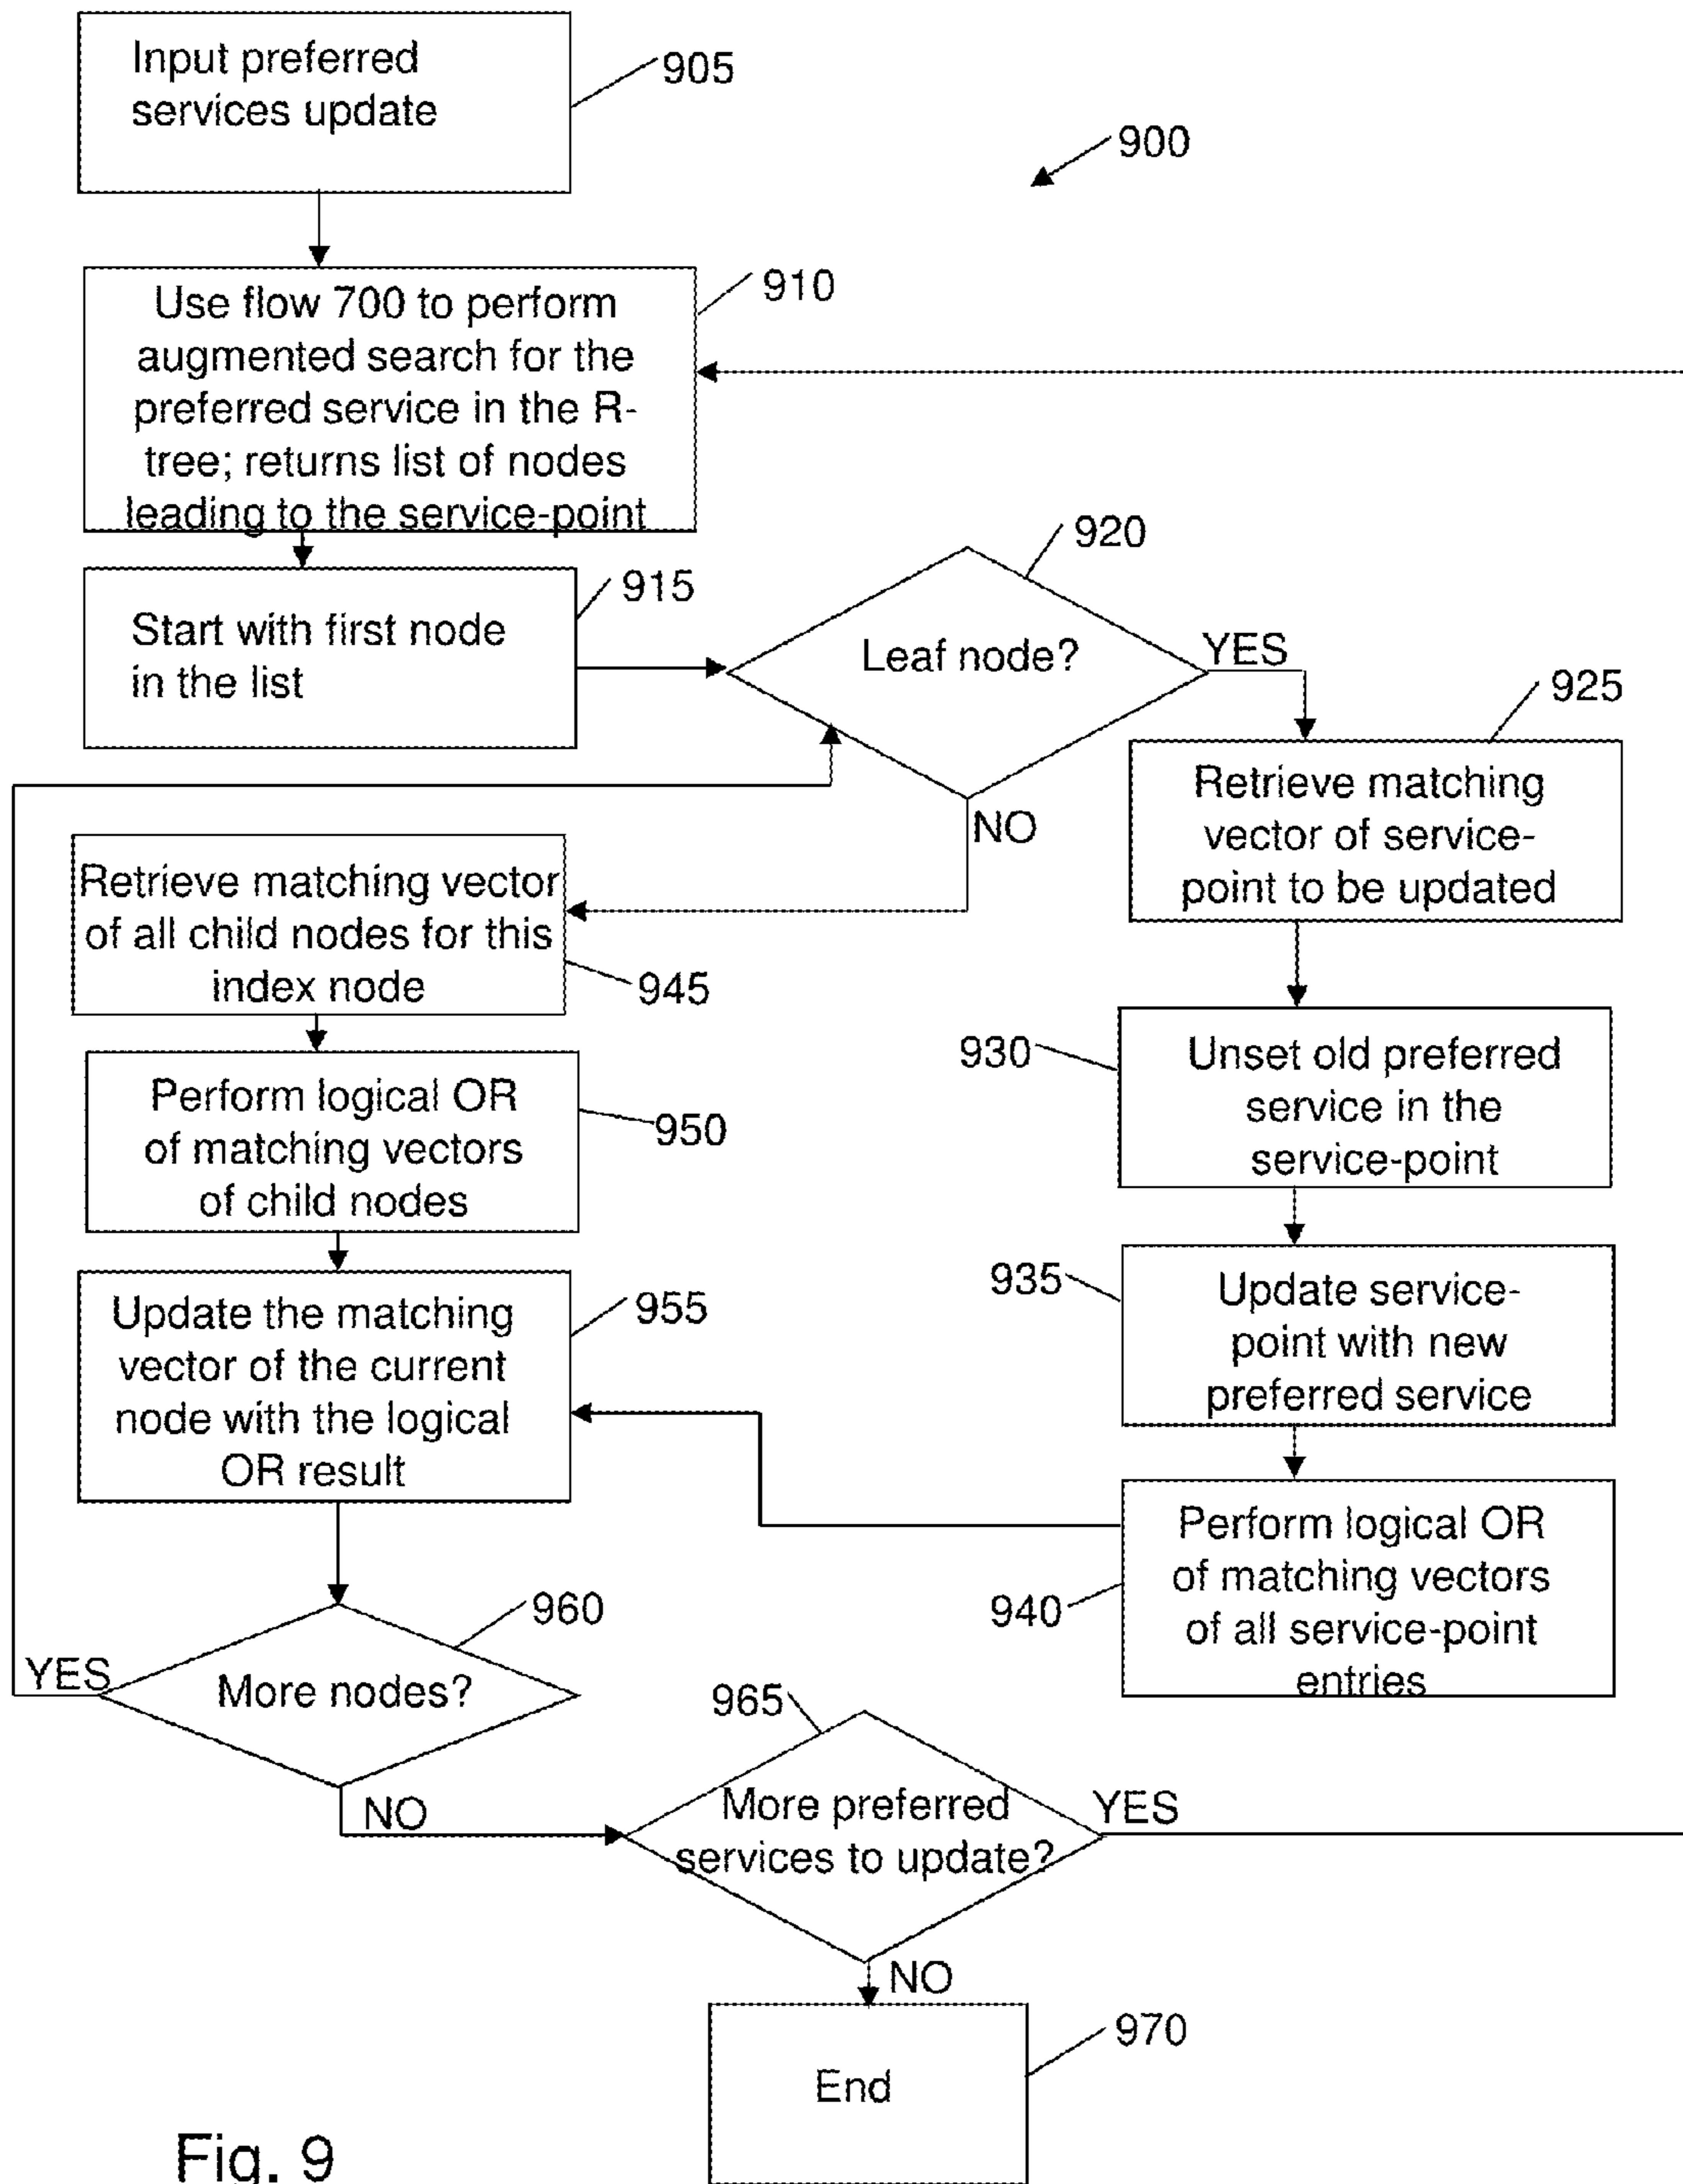 Input preferred
services update
905
900
Use flow 700 to perform
augmented search for the
preferred service in the R-
tree; returns list of nodes
leading to the service-point
910
Start with first node
in the list
915
Leaf node?
920
YES
NO
Retrieve matching
vector of service-
point to be updated
925
Retrieve matching vector
of all child nodes for this
index node
945
Unset old preferred
service in the
service-point
930
Perform logical OR
of matching vectors
of child nodes
950
Update service-
point with new
preferred service
935
Update the matching
vector of the current
node with the logical
OR result
955
Perform logical OR
of matching vectors
of all service-point
entries
940
More nodes?
960
YES
NO
More preferred
services to update?
965
YES
NO
End
970
Fig. 9